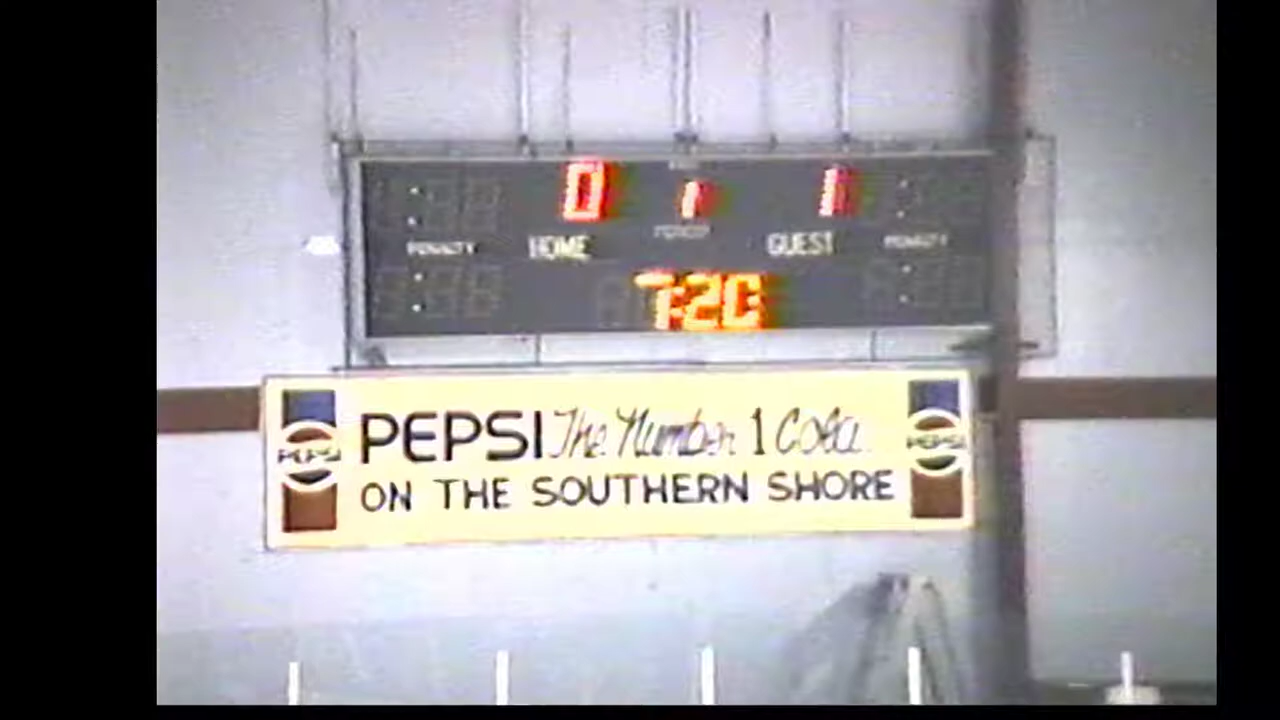 0 1 1
PERIOD
PENALTY HOME GUEST PENALTY
7:20
PEPSI The Number 1 Cola
ON THE SOUTHERN SHORE
PEPSI
PEPSI